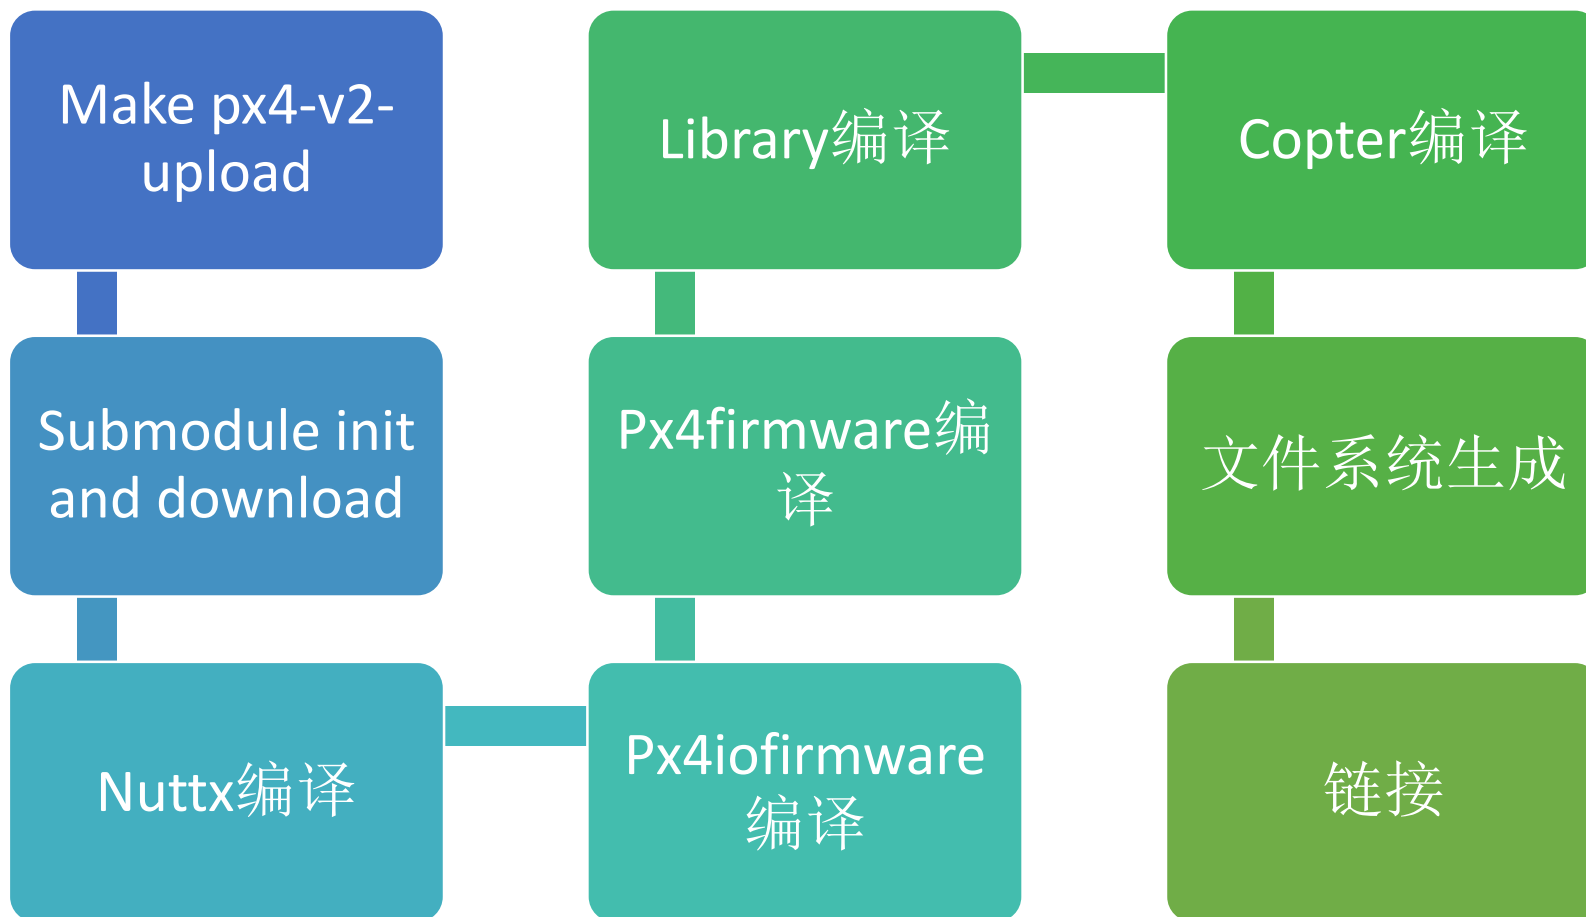 Make px4-v2-
upload
Submodule init
and download
Nuttx编译
Px4iofirmware
编译
Px4firmware编
译
Library编译
Copter编译
文件系统生成
链接